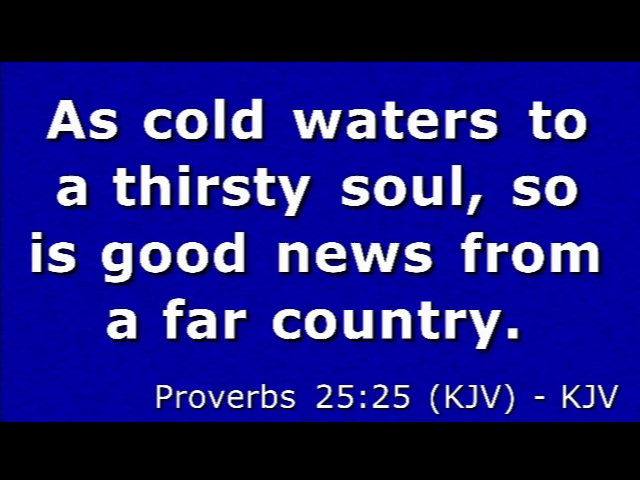 As cold waters to
a thirsty soul, so
is good news from
a far country.
Proverbs 25:25 (KJV) - KJV